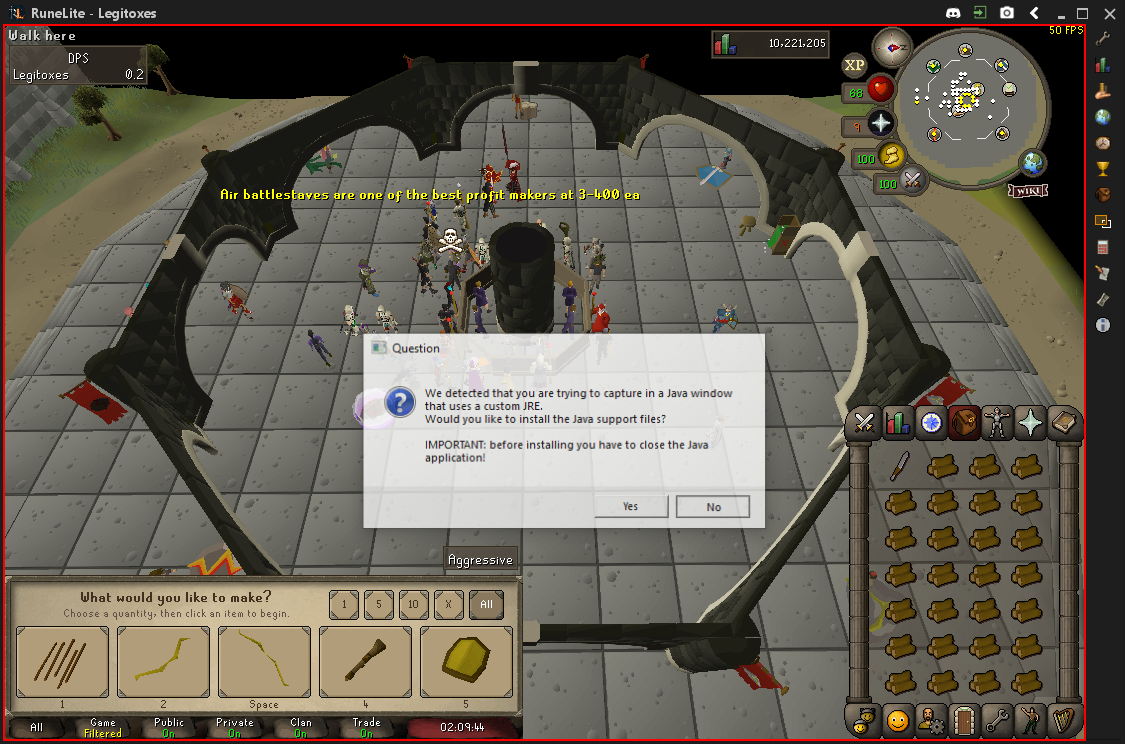 RuneLite - Legitoxes
Walk here
50 FPS
DPS
Legitoxes 0.2
10,221,205
XP
68
9
100
100
WIKI
Air battlestaves are one of the best profit makers at 3-400 ea
Question
We detected that you are trying to capture in a Java window
that uses a custom JRE.
Would you like to install the Java support files?
IMPORTANT: before installing you have to close the Java
application!
Yes No
Aggressive
What would you like to make?
Choose a quantity, then click an item to begin.
1 5 10 X All
1 2 Space 4 5
All Game Public Private Clan Trade 02:09:44
Filtered On On On On